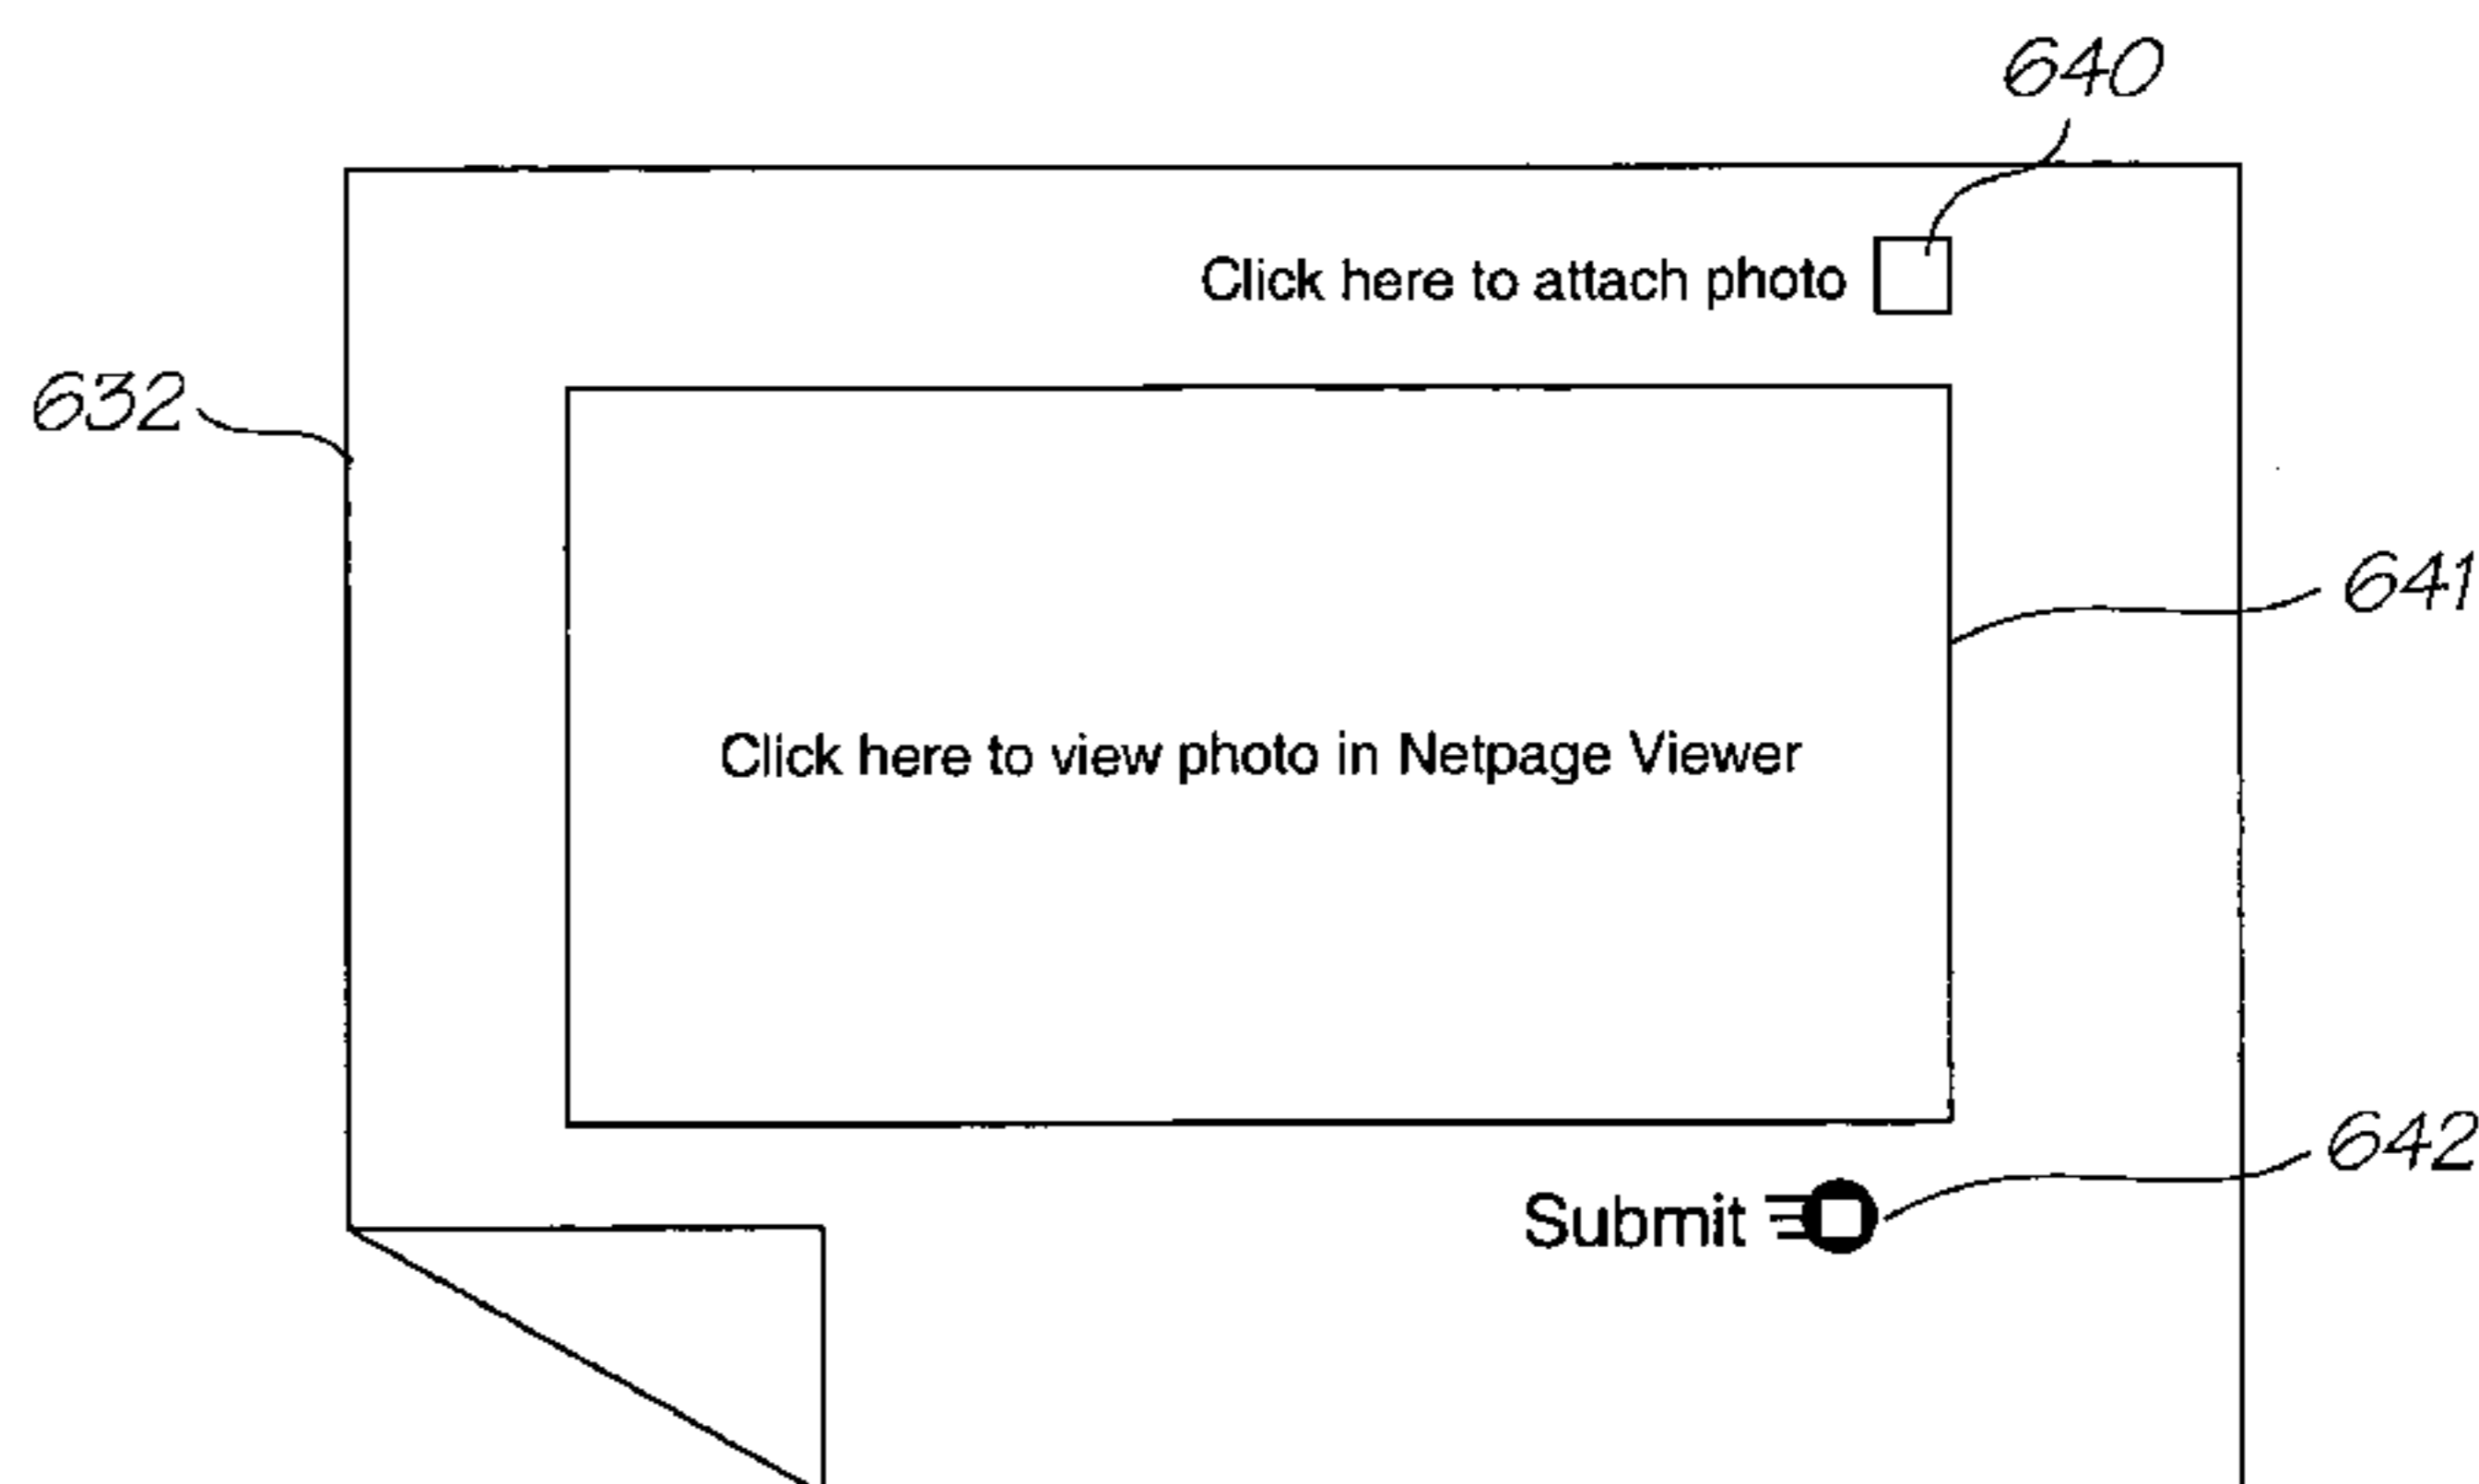 640
Click here to attach photo
632
641
Click here to view photo in Netpage Viewer
642
Submit